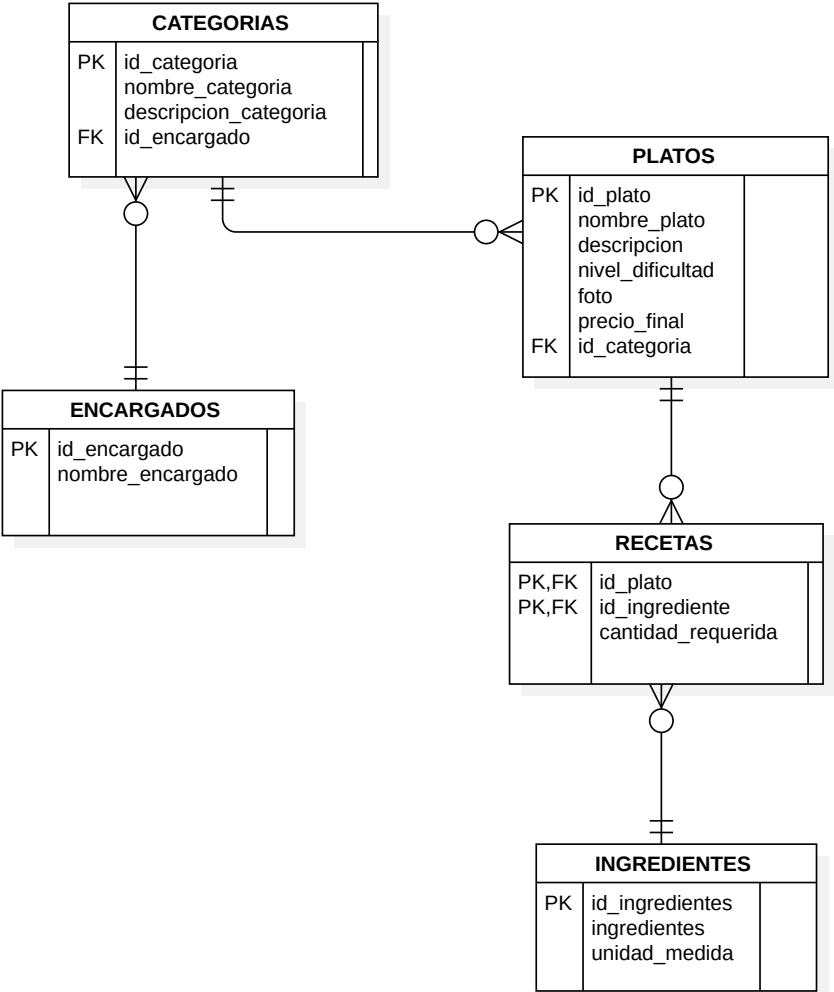 CATEGORIAS
PK id_categoria
nombre_categoria
descripcion_categoria
FK id_encargado
PLATOS
PK id_plato
nombre_plato
descripcion
nivel_dificultad
foto
precio_final
FK id_categoria
ENCARGADOS
PK id_encargado
nombre_encargado
RECETAS
PK,FK id_plato
PK,FK id_ingrediente
cantidad_requerida
INGREDIENTES
PK id_ingredientes
ingredientes
unidad_medida